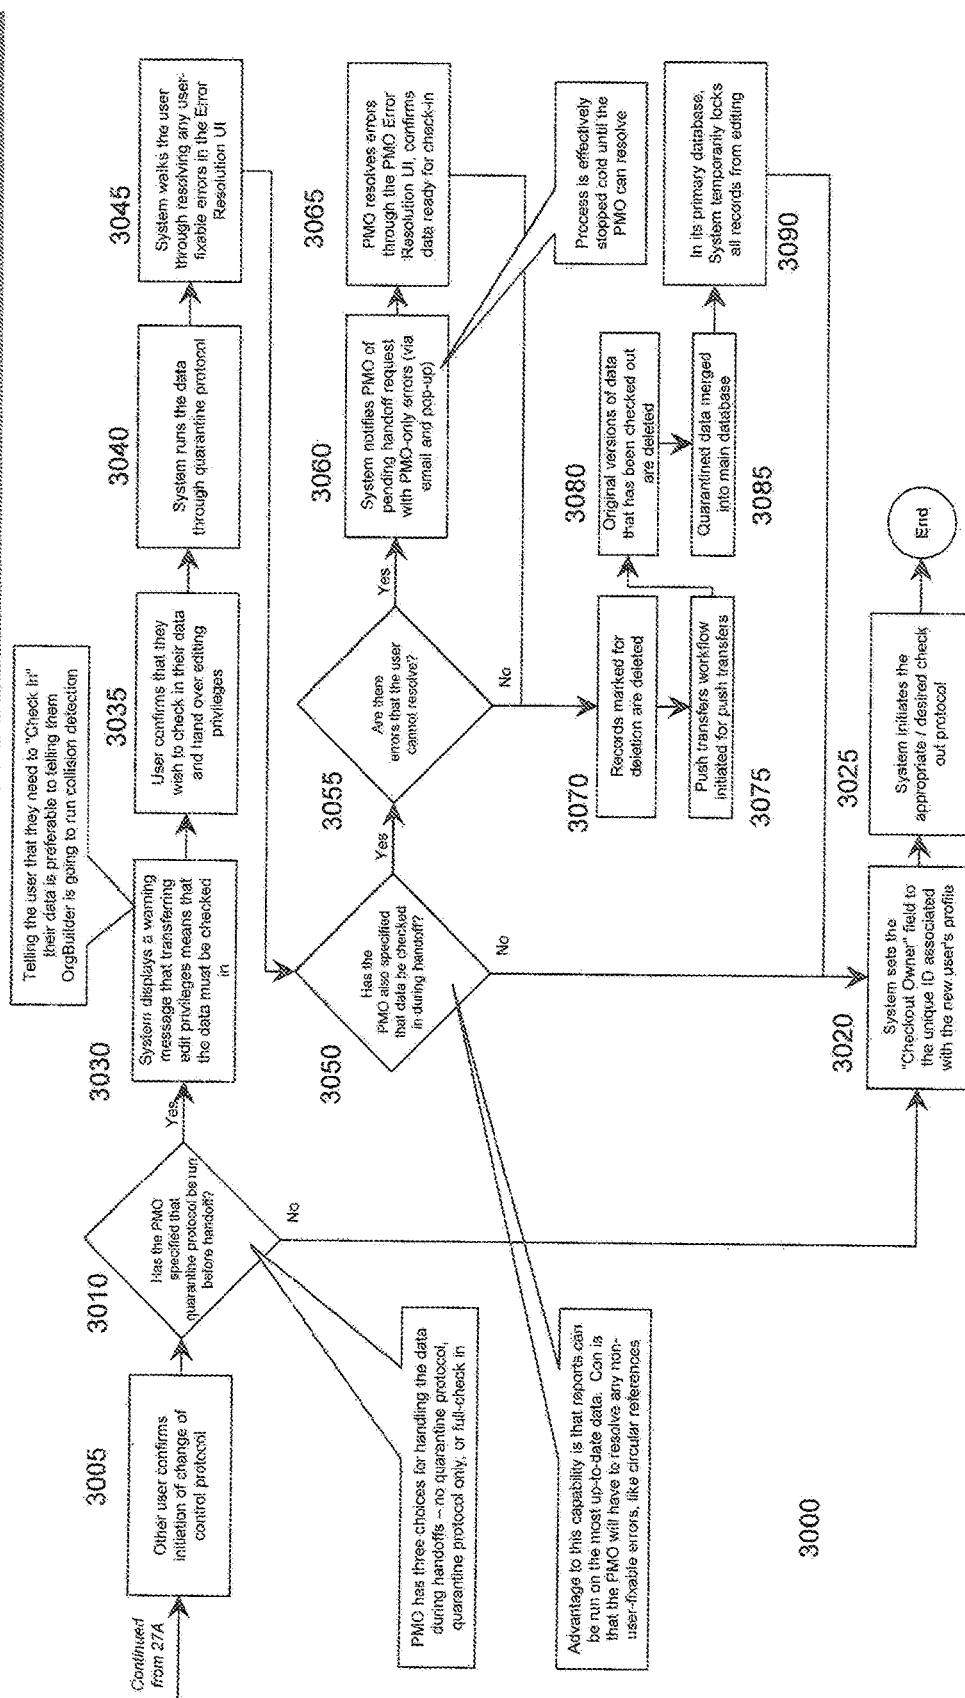 Continued
from 27A
3005
Other user confirms
initiation of change of
control protocol
3010
Has the PMO
specified that
quarantine protocol be run
before handoff?
Yes
No
3030
System displays a warning
message that transferring
edit privileges means that
the data must be checked
in
Telling the user that they need to "Check In"
their data is preferable to telling them
OrgBuilder is going to run collision detection
3035
User confirms that they
wish to check in their data
and hand over editing
privileges
3040
System runs the data
through quarantine protocol
3045
System walks the user
through resolving any user-
fixable errors in the Error
Resolution UI
PMO has three choices for handling the data
during handoffs – no quarantine protocol,
quarantine protocol only, or full-check in
3050
Has the
PMO also specified
that data be checked
in during handoff?
Yes
No
3055
Are there
errors that the user
cannot resolve?
Yes
No
3060
System notifies PMO of
pending handoff request
with PMO-only errors (via
email and pop-up)
3065
PMO resolves errors
through the PMO Error
Resolution UI, confirms
data ready for check-in
Process is effectively
stopped cold until the
PMO can resolve
Advantage to this capability is that reports can
be run on the most up-to-date data. Con is
that the PMO will have to resolve any non-
user-fixable errors, like circular references
3070
Records marked for
deletion are deleted
3075
Push transfers workflow
initiated for push transfers
3080
Original versions of data
that has been checked out
are deleted
3085
Quarantined data merged
into main database
3090
In its primary database,
System temporarily locks
all records from editing
3020
System sets the
"Checkout Owner" field to
the unique ID associated
with the new user's profile
3025
System initiates the
appropriate / desired check
out protocol
End
3000